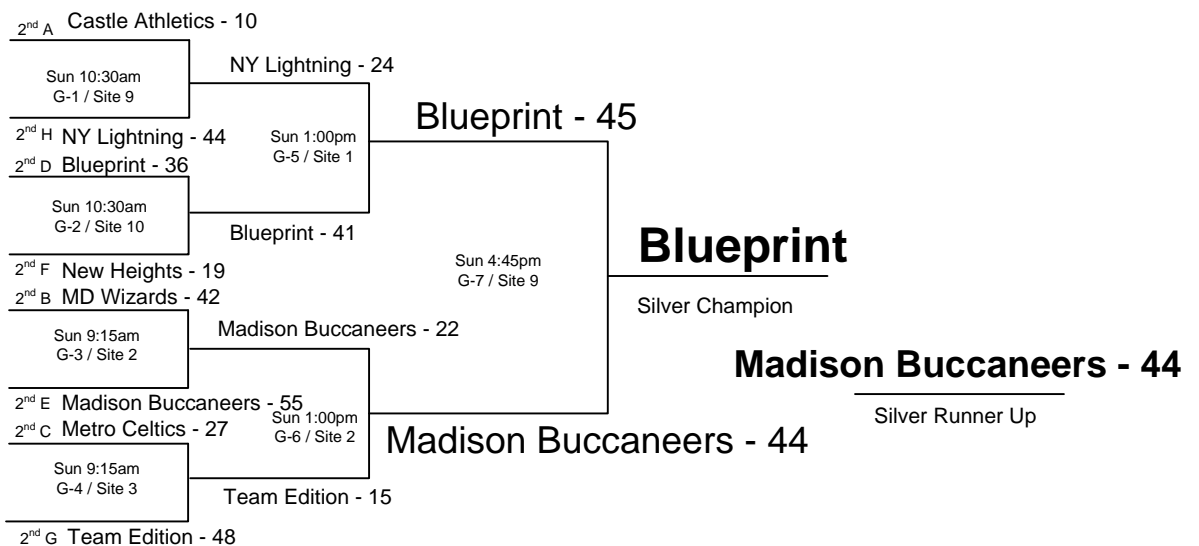 2nd A Castle Athletics - 10
Sun 10:30am
G-1 / Site 9
2nd H NY Lightning - 44
2nd D Blueprint - 36
Sun 10:30am
G-2 / Site 10
2nd F New Heights - 19
2nd B MD Wizards - 42
Sun 9:15am
G-3 / Site 2
2nd E Madison Buccaneers - 55
2nd C Metro Celtics - 27
Sun 9:15am
G-4 / Site 3
2nd G Team Edition - 48
NY Lightning - 24
Sun 1:00pm
G-5 / Site 1
Blueprint - 41
Madison Buccaneers - 22
Sun 1:00pm
G-6 / Site 2
Team Edition - 15
Blueprint - 45
Sun 4:45pm
G-7 / Site 9
Madison Buccaneers - 44
Blueprint
Silver Champion
Madison Buccaneers - 44
Silver Runner Up